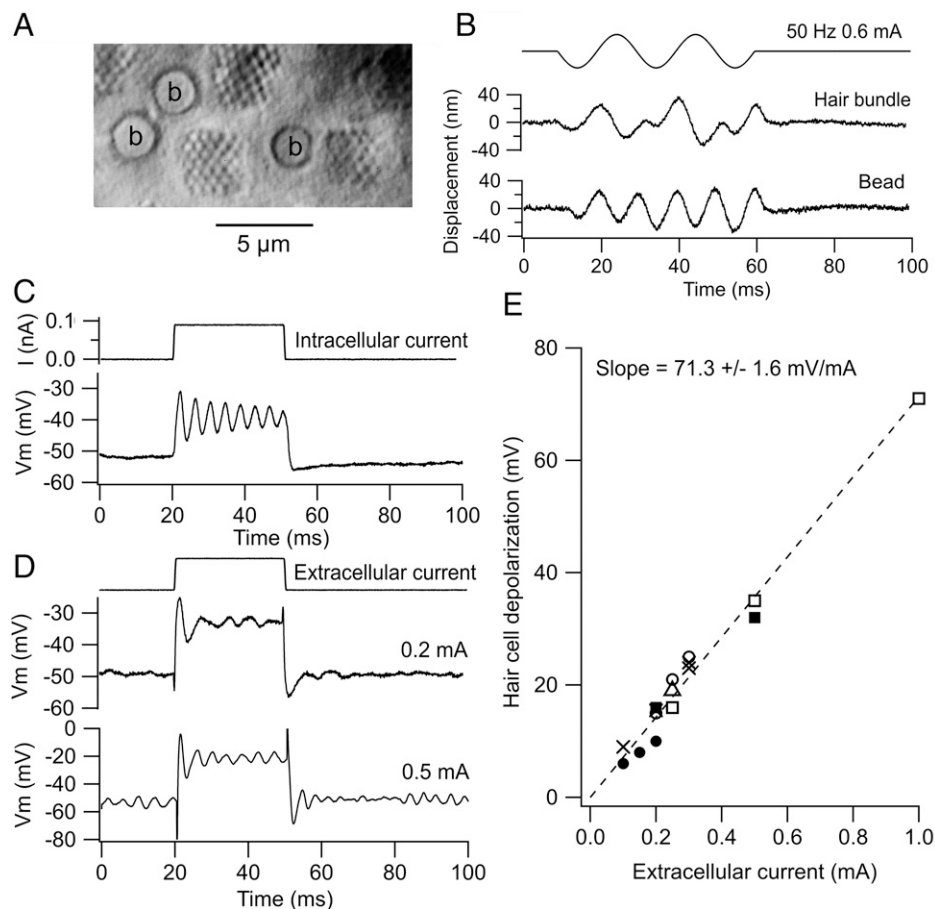 A
b
b
b
5 µm
B
50 Hz 0.6 mA
Displacement (nm)
40
0
-40
Hair bundle
40
0
-40
Bead
0 20 40 60 80 100
Time (ms)
C
I (nA)
0.1
0.0
Intracellular current
Vm (mV)
-30
-40
-50
-60
0 20 40 60 80 100
Time (ms)
D
Extracellular current
Vm (mV)
-30
-40
-50
-60
0.2 mA
Vm (mV)
0
-20
-40
-60
-80
0.5 mA
0 20 40 60 80 100
Time (ms)
E
Slope = 71.3 +/- 1.6 mV/mA
Hair cell depolarization (mV)
80
60
40
20
0
0.0 0.2 0.4 0.6 0.8 1.0
Extracellular current (mA)